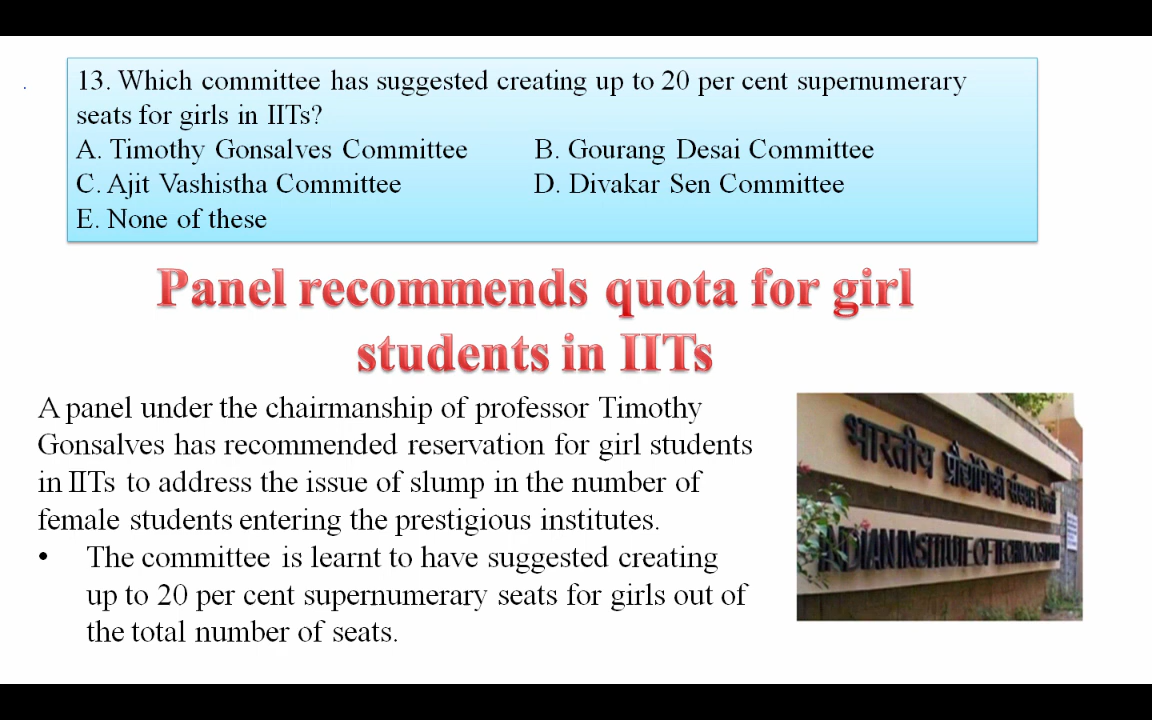 13. Which committee has suggested creating up to 20 per cent supernumerary
seats for girls in IITs?
A. Timothy Gonsalves Committee B. Gourang Desai Committee
C. Ajit Vashistha Committee D. Divakar Sen Committee
E. None of these
Panel recommends quota for girl
students in IITs
A panel under the chairmanship of professor Timothy
Gonsalves has recommended reservation for girl students
in IITs to address the issue of slump in the number of
female students entering the prestigious institutes.
• The committee is learnt to have suggested creating
up to 20 per cent supernumerary seats for girls out of
the total number of seats.
भारतीय प्रौद्योगिकी संस्थान
INDIAN INSTITUTE OF TECHNOLOGY